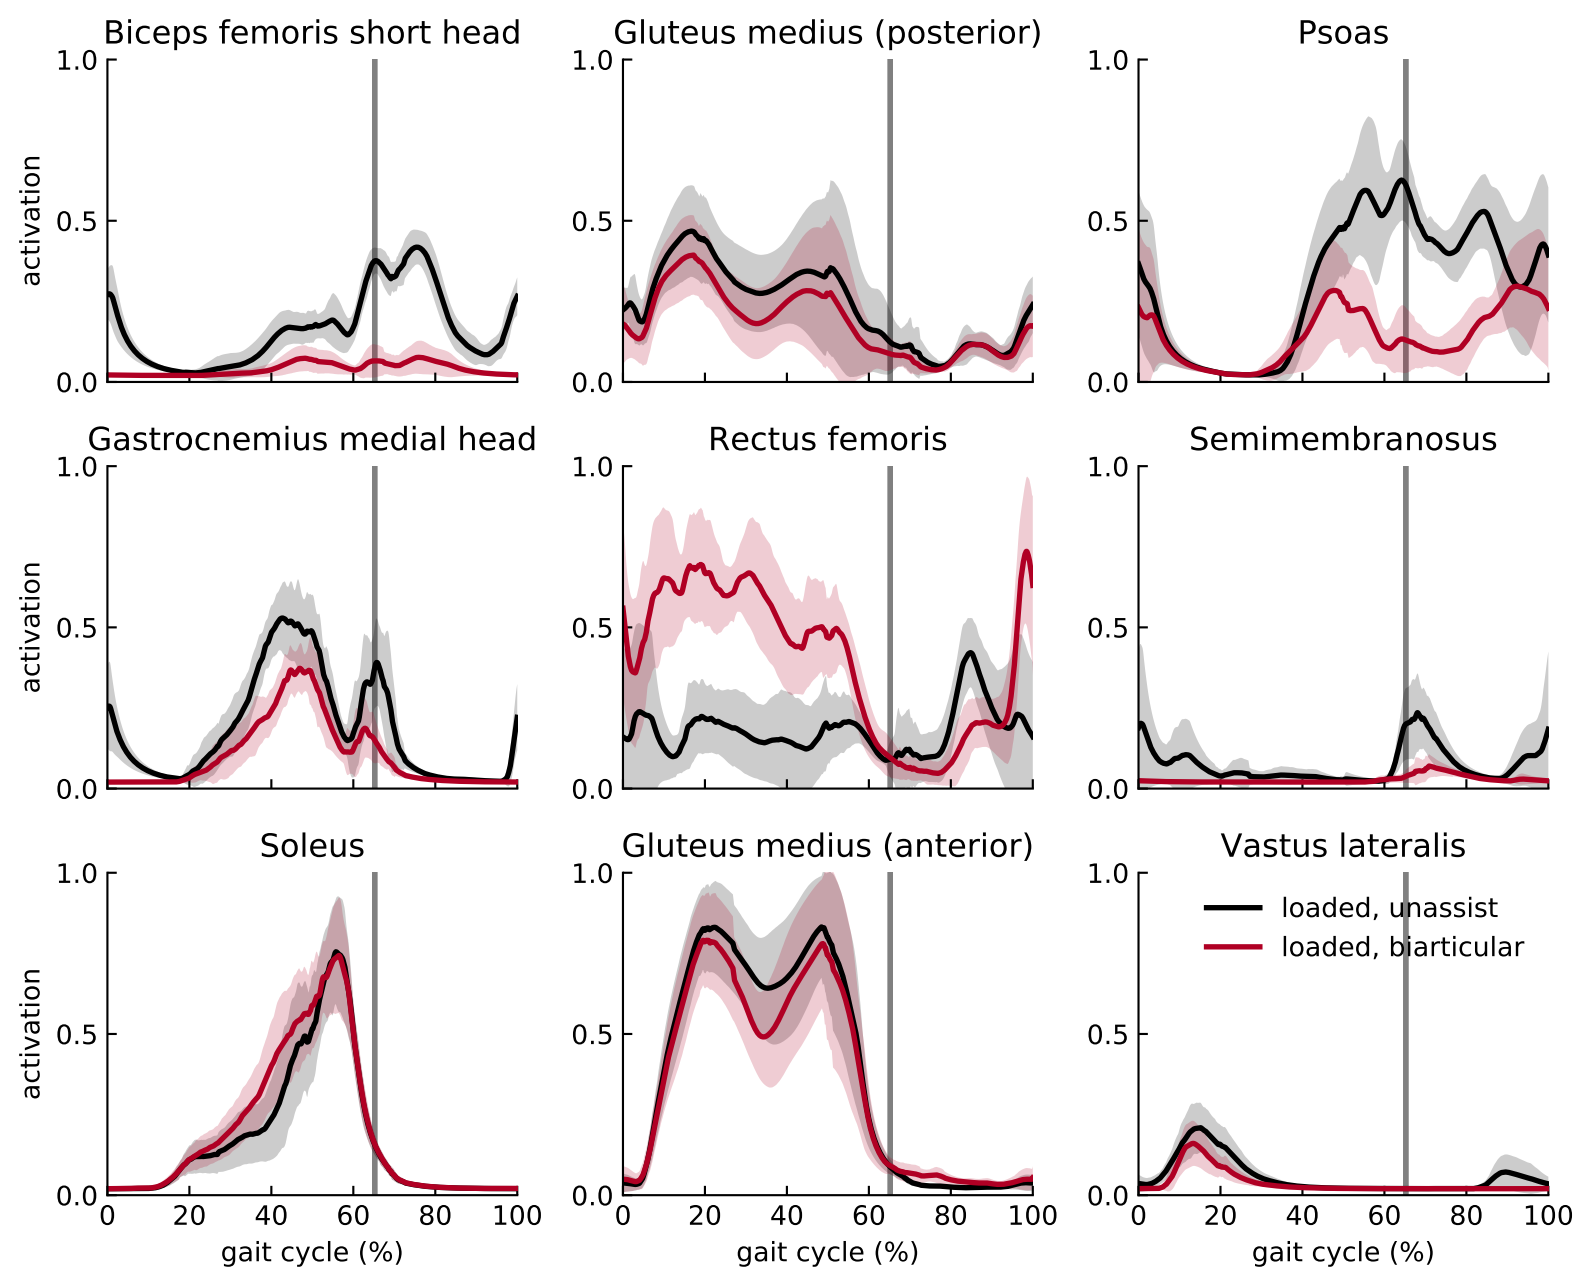 Biceps femoris short head
Gluteus medius (posterior)
Psoas
1.0
0.5
0.0
activation
1.0
0.5
0.0
1.0
0.5
0.0
Gastrocnemius medial head
Rectus femoris
Semimembranosus
1.0
0.5
0.0
activation
1.0
0.5
0.0
1.0
0.5
0.0
Soleus
Gluteus medius (anterior)
Vastus lateralis
1.0
0.5
0.0
activation
1.0
0.5
0.0
1.0
0.5
0.0
loaded, unassist
loaded, biarticular
0 20 40 60 80 100
0 20 40 60 80 100
0 20 40 60 80 100
gait cycle (%)
gait cycle (%)
gait cycle (%)